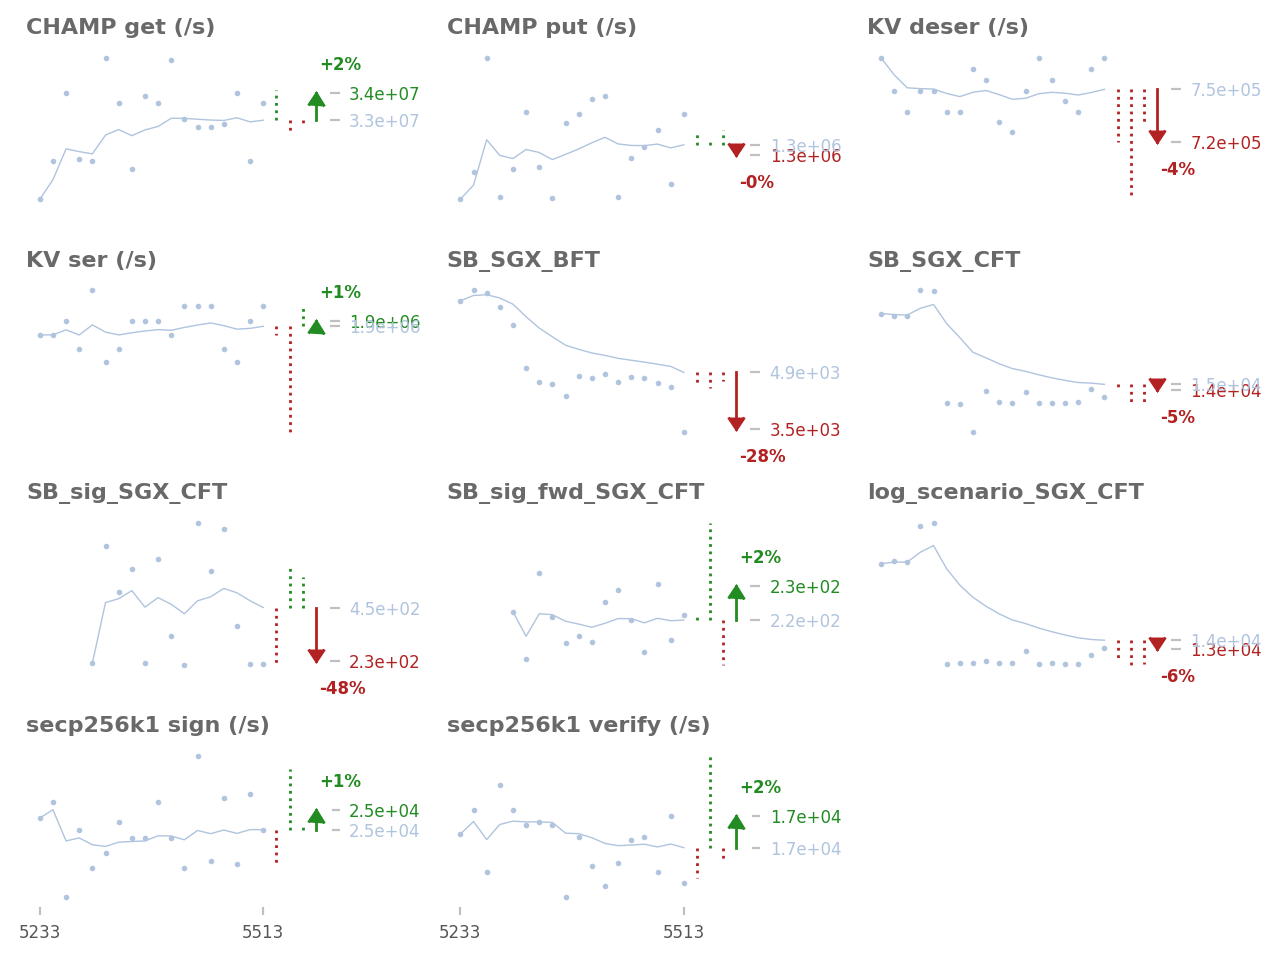 CHAMP get (/s)
+2%
3.4e+07
3.3e+07
CHAMP put (/s)
1.3e+06
1.3e+06
-0%
KV deser (/s)
7.5e+05
7.2e+05
-4%
KV ser (/s)
+1%
1.9e+06
1.9e+06
SB_SGX_BFT
4.9e+03
3.5e+03
-28%
SB_SGX_CFT
1.5e+04
1.4e+04
-5%
SB_sig_SGX_CFT
4.5e+02
2.3e+02
-48%
SB_sig_fwd_SGX_CFT
+2%
2.3e+02
2.2e+02
log_scenario_SGX_CFT
1.4e+04
1.3e+04
-6%
secp256k1 sign (/s)
+1%
2.5e+04
2.5e+04
5233
5513
secp256k1 verify (/s)
+2%
1.7e+04
1.7e+04
5233
5513